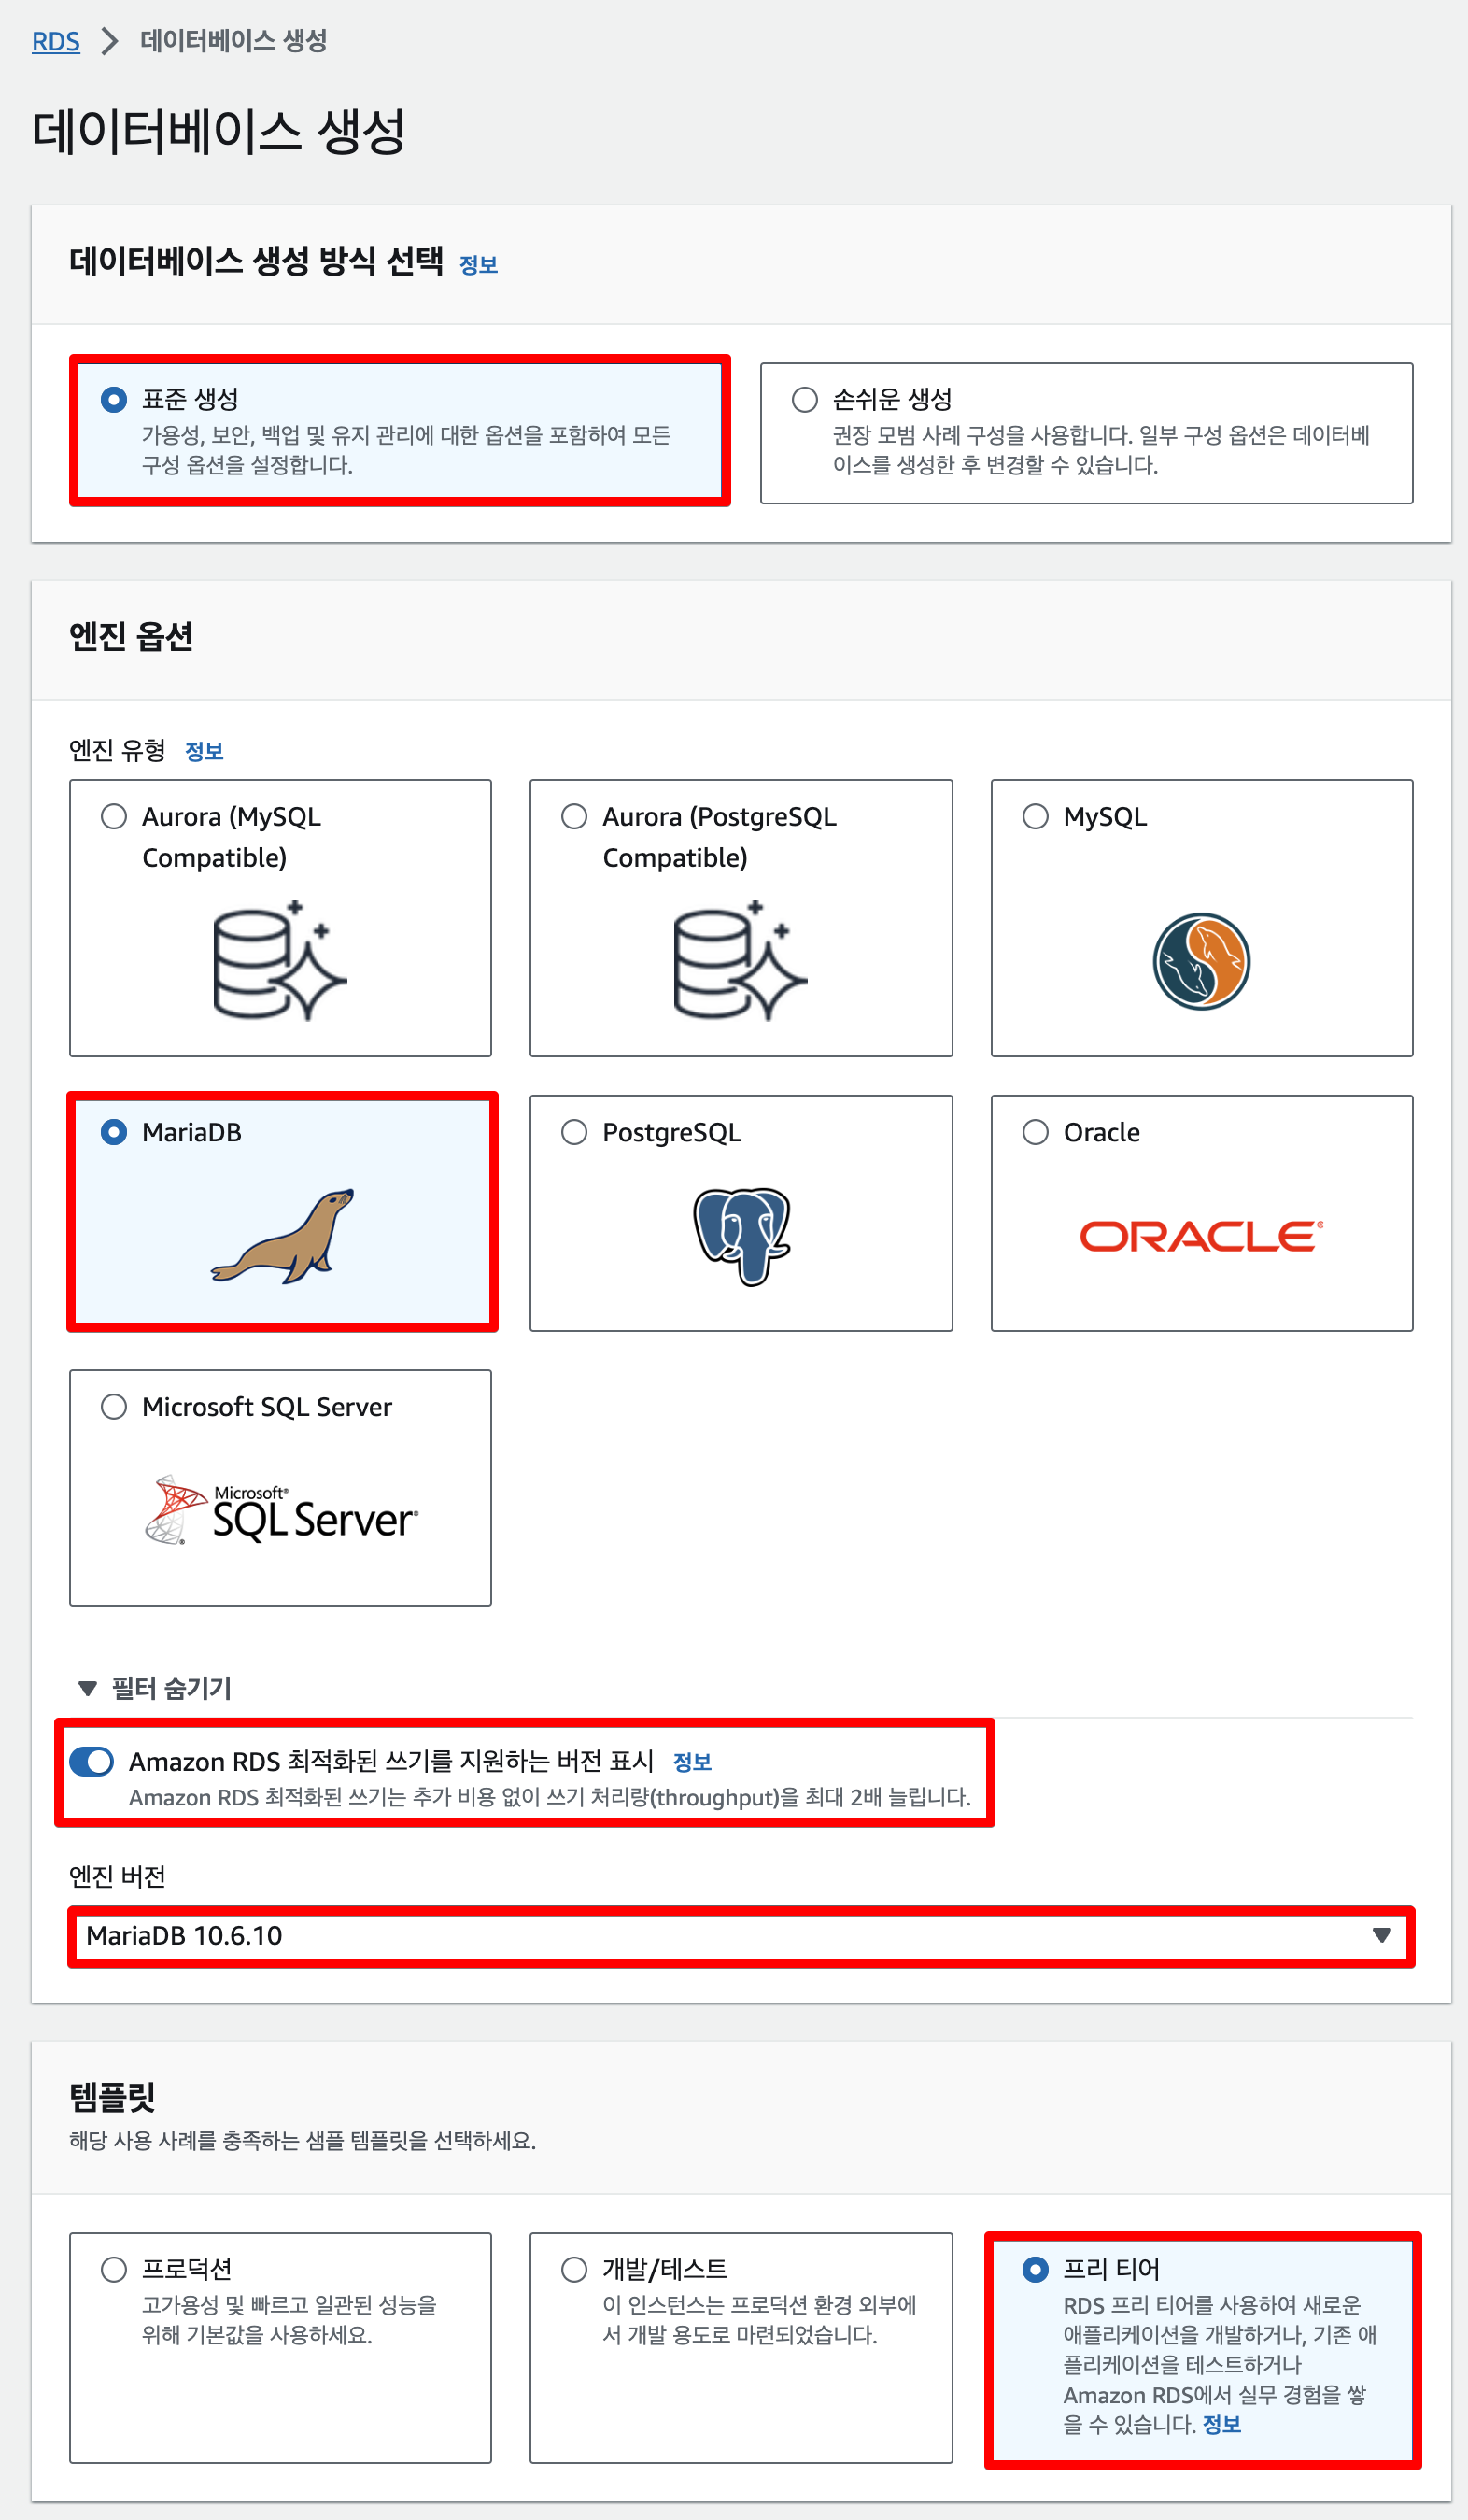 RDS 데이터베이스 생성
데이터베이스 생성
데이터베이스 생성 방식 선택 정보
표준 생성
가용성, 보안, 백업 및 유지 관리에 대한 옵션을 포함하여 모든
구성 옵션을 설정합니다.
손쉬운 생성
권장 모범 사례 구성을 사용합니다. 일부 구성 옵션은 데이터베
이스를 생성한 후 변경할 수 있습니다.
엔진 옵션
엔진 유형 정보
Aurora (MySQL
Compatible)
Aurora (PostgreSQL
Compatible)
MySQL
MariaDB
PostgreSQL
Oracle
ORACLE
Microsoft SQL Server
Microsoft®
SQL Server®
필터 숨기기
Amazon RDS 최적화된 쓰기를 지원하는 버전 표시 정보
Amazon RDS 최적화된 쓰기는 추가 비용 없이 쓰기 처리량(throughput)을 최대 2배 늘립니다.
엔진 버전
MariaDB 10.6.10
템플릿
해당 사용 사례를 충족하는 샘플 템플릿을 선택하세요.
프로덕션
고가용성 및 빠르고 일관된 성능을
위해 기본값을 사용하세요.
개발/테스트
이 인스턴스는 프로덕션 환경 외부에
서 개발 용도로 마련되었습니다.
프리 티어
RDS 프리 티어를 사용하여 새로운
애플리케이션을 개발하거나, 기존 애
플리케이션을 테스트하거나
Amazon RDS에서 실무 경험을 쌓
을 수 있습니다. 정보